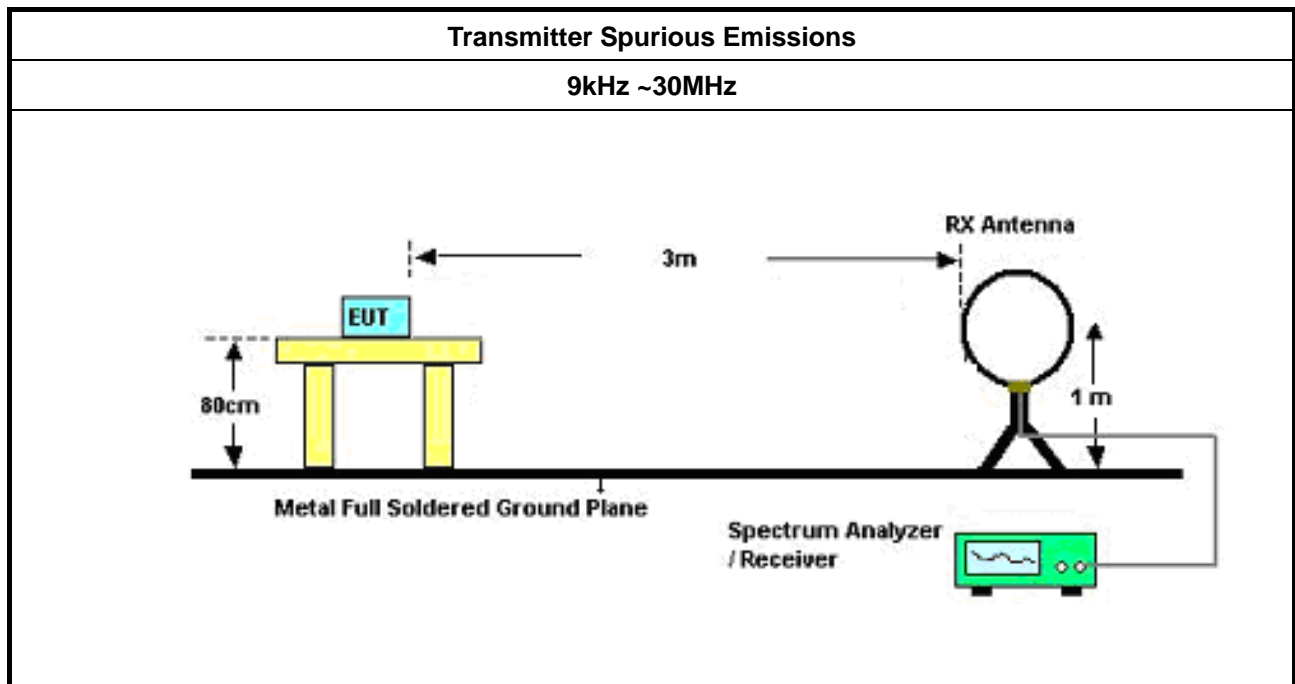 Transmitter Spurious Emissions
9kHz ~30MHz
RX Antenna
3m
EUT
80cm
1 m
Metal Full Soldered Ground Plane
Spectrum Analyzer
/ Receiver